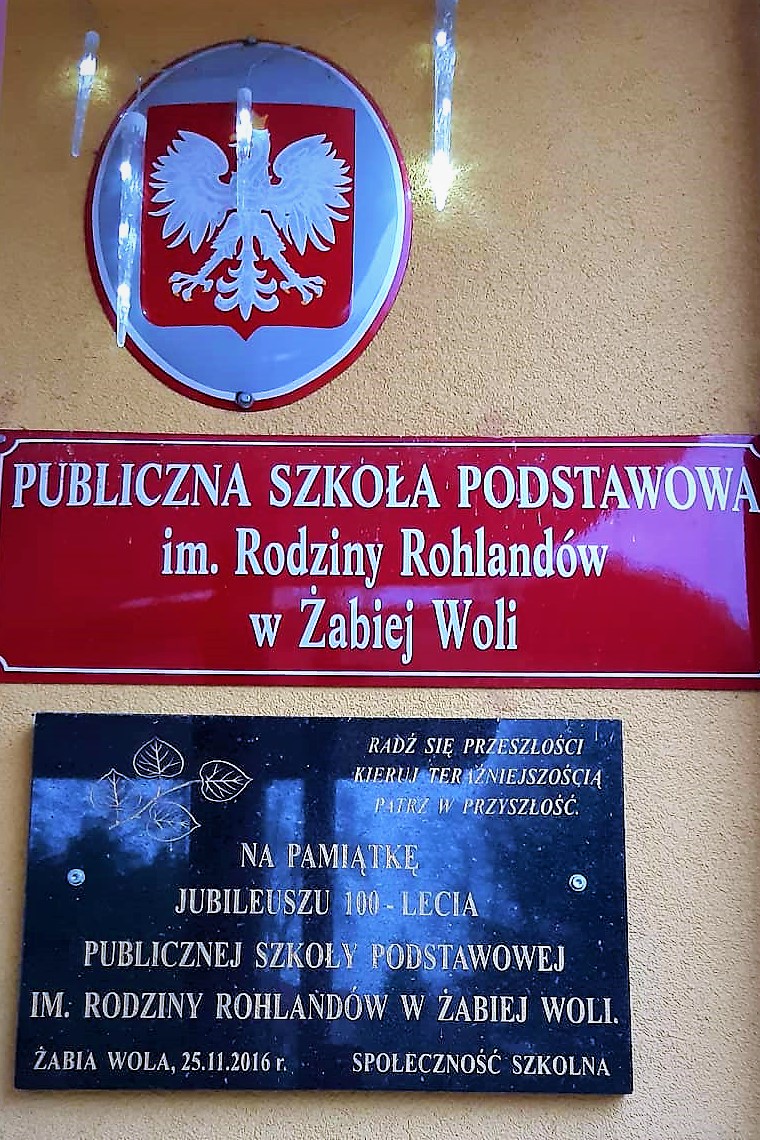 PUBLICZNA SZKOŁA PODSTAWOWA
im. Rodziny Rohlandów
w Żabiej Woli
RADŹ SIĘ PRZESZŁOŚCI
KIERUJ TERAŹNIEJSZOŚCIĄ
PATRZ W PRZYSZŁOŚĆ.
NA PAMIĄTKĘ
JUBILEUSZU 100-LECIA
PUBLICZNEJ SZKOŁY PODSTAWOWEJ
IM. RODZINY ROHLANDÓW W ŻABIEJ WOLI.
ŻABIA WOLA, 25.11.2016 r. SPOŁECZNOŚĆ SZKOLNA